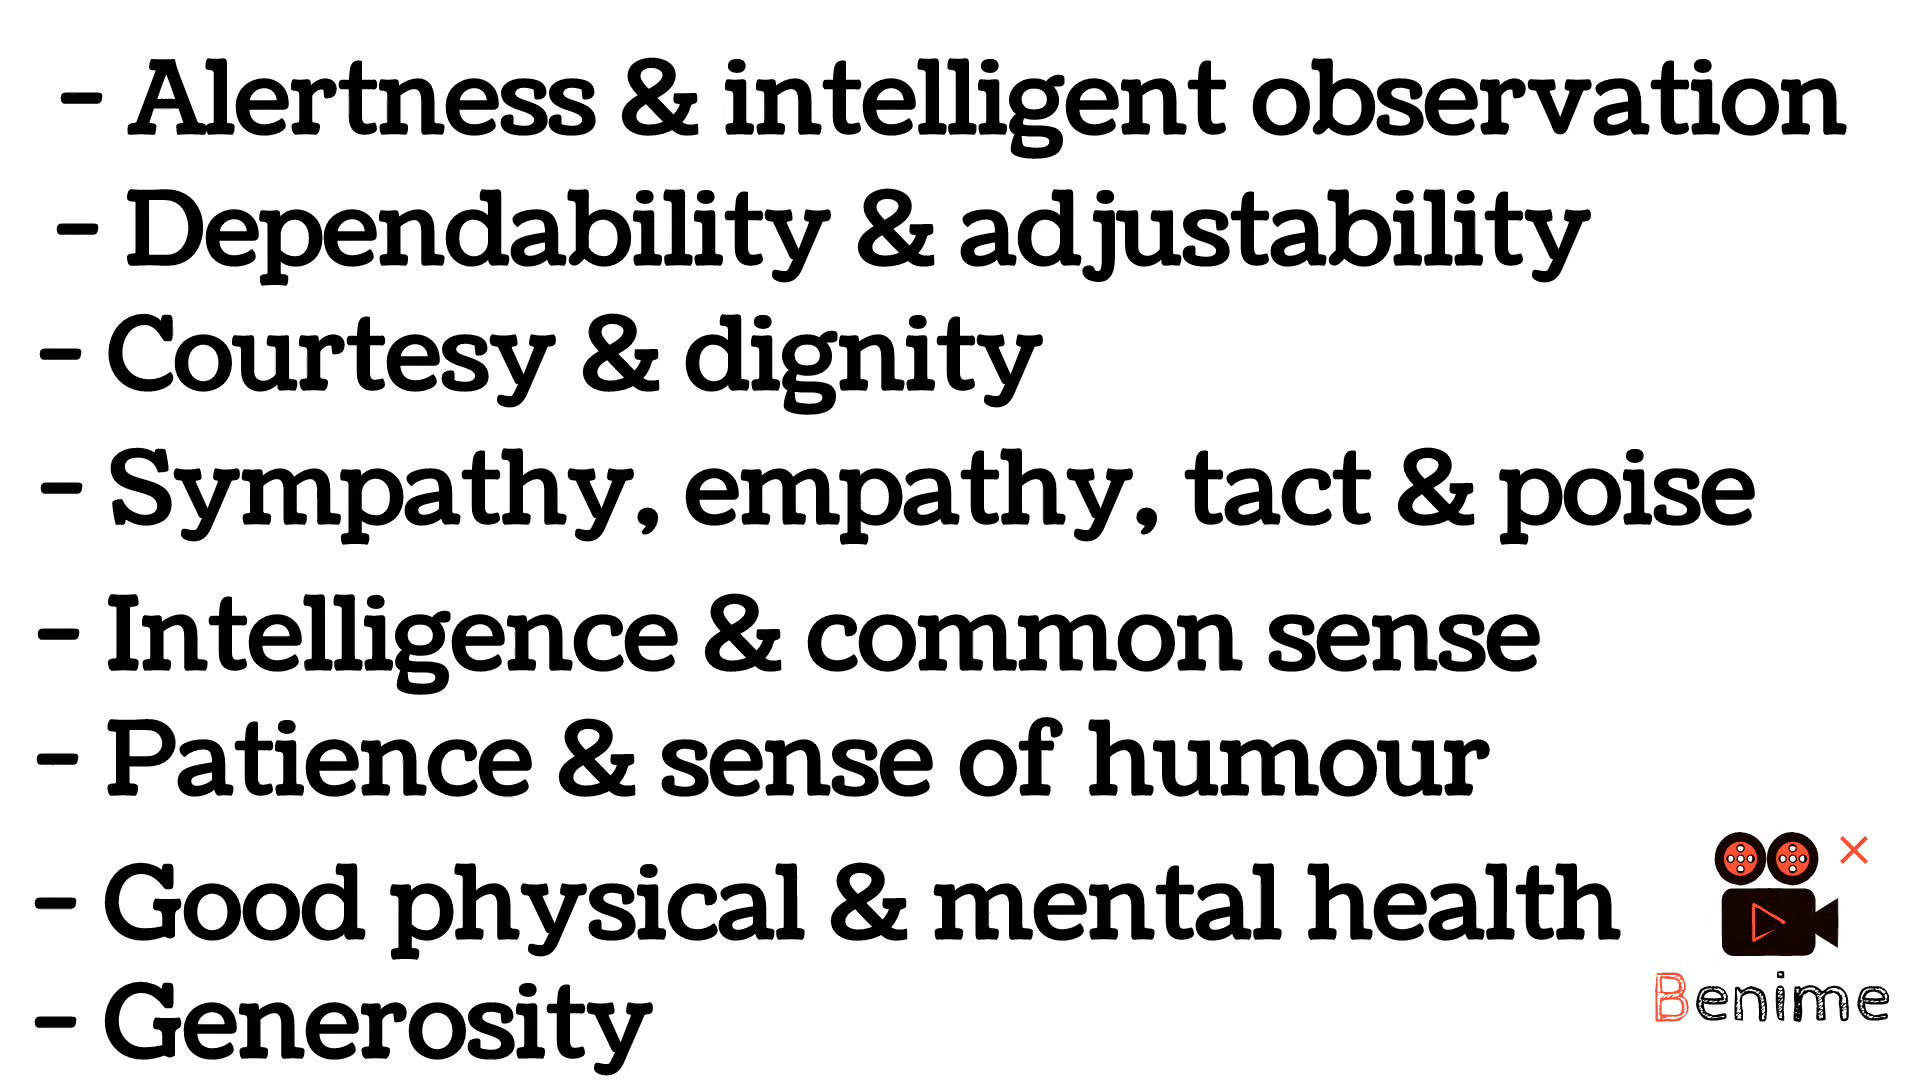 - Alertness & intelligent observation
- Dependability & adjustability
- Courtesy & dignity
- Sympathy, empathy, tact & poise
- Intelligence & common sense
- Patience & sense of humour
- Good physical & mental health
- Generosity
Benime